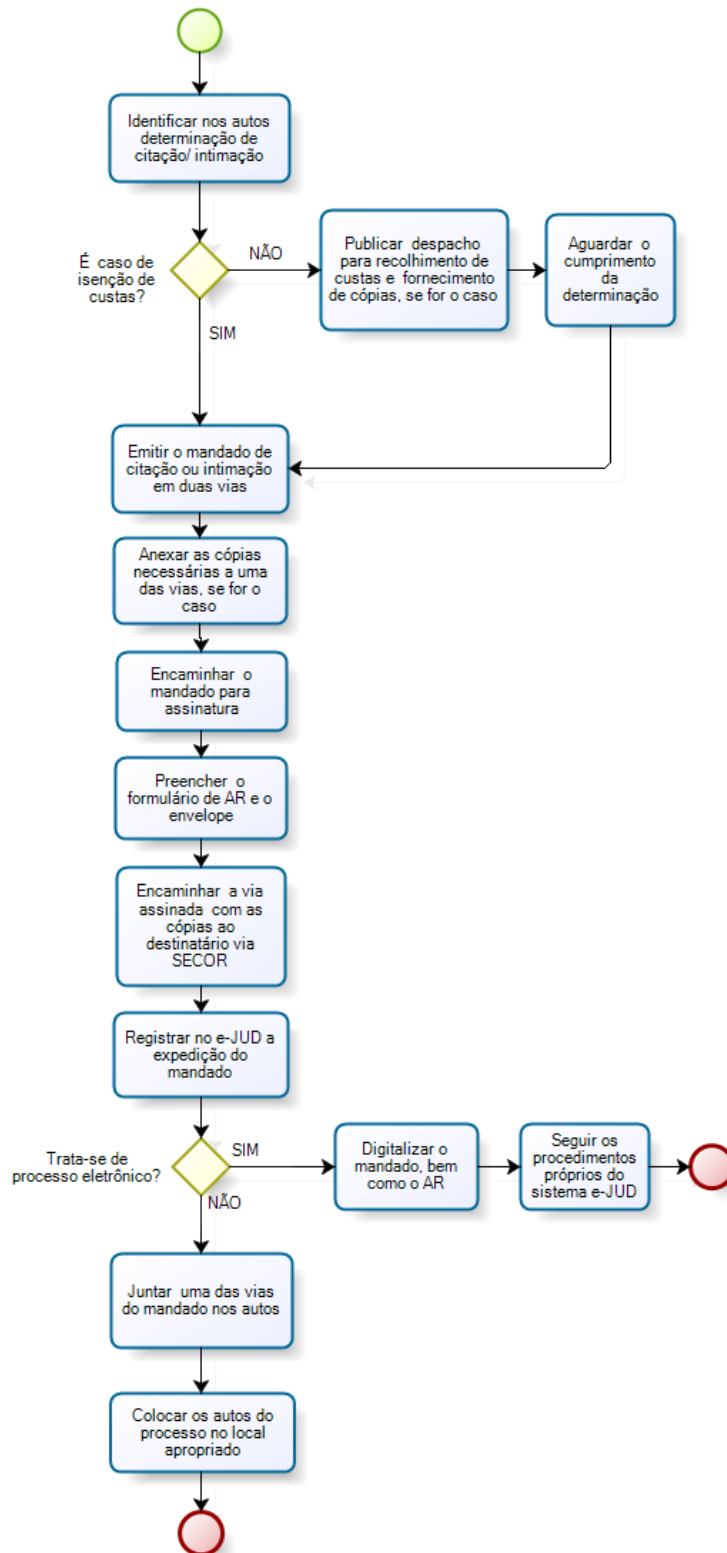 Identificar nos autos
determinação de
citação/ intimação
É caso de
isenção de
custas?
NÃO
Publicar despacho
para recolhimento de
custas e fornecimento
de cópias, se for o caso
Aguardar o
cumprimento
da
determinação
SIM
Emitir o mandado de
citação ou intimação
em duas vias
Anexar as cópias
necessárias a uma
das vias, se for o
caso
Encaminhar o
mandado para
assinatura
Preencher o
formulário de AR e o
envelope
Encaminhar a via
assinada com as
cópias ao
destinatário via
SECOR
Registrar no e-JUD a
expedição do
mandado
Trata-se de
processo eletrônico?
SIM
Digitalizar o
mandado, bem
como o AR
Seguir os
procedimentos
próprios do
sistema e-JUD
NÃO
Juntar uma das vias
do mandado nos autos
Colocar os autos do
processo no local
apropriado